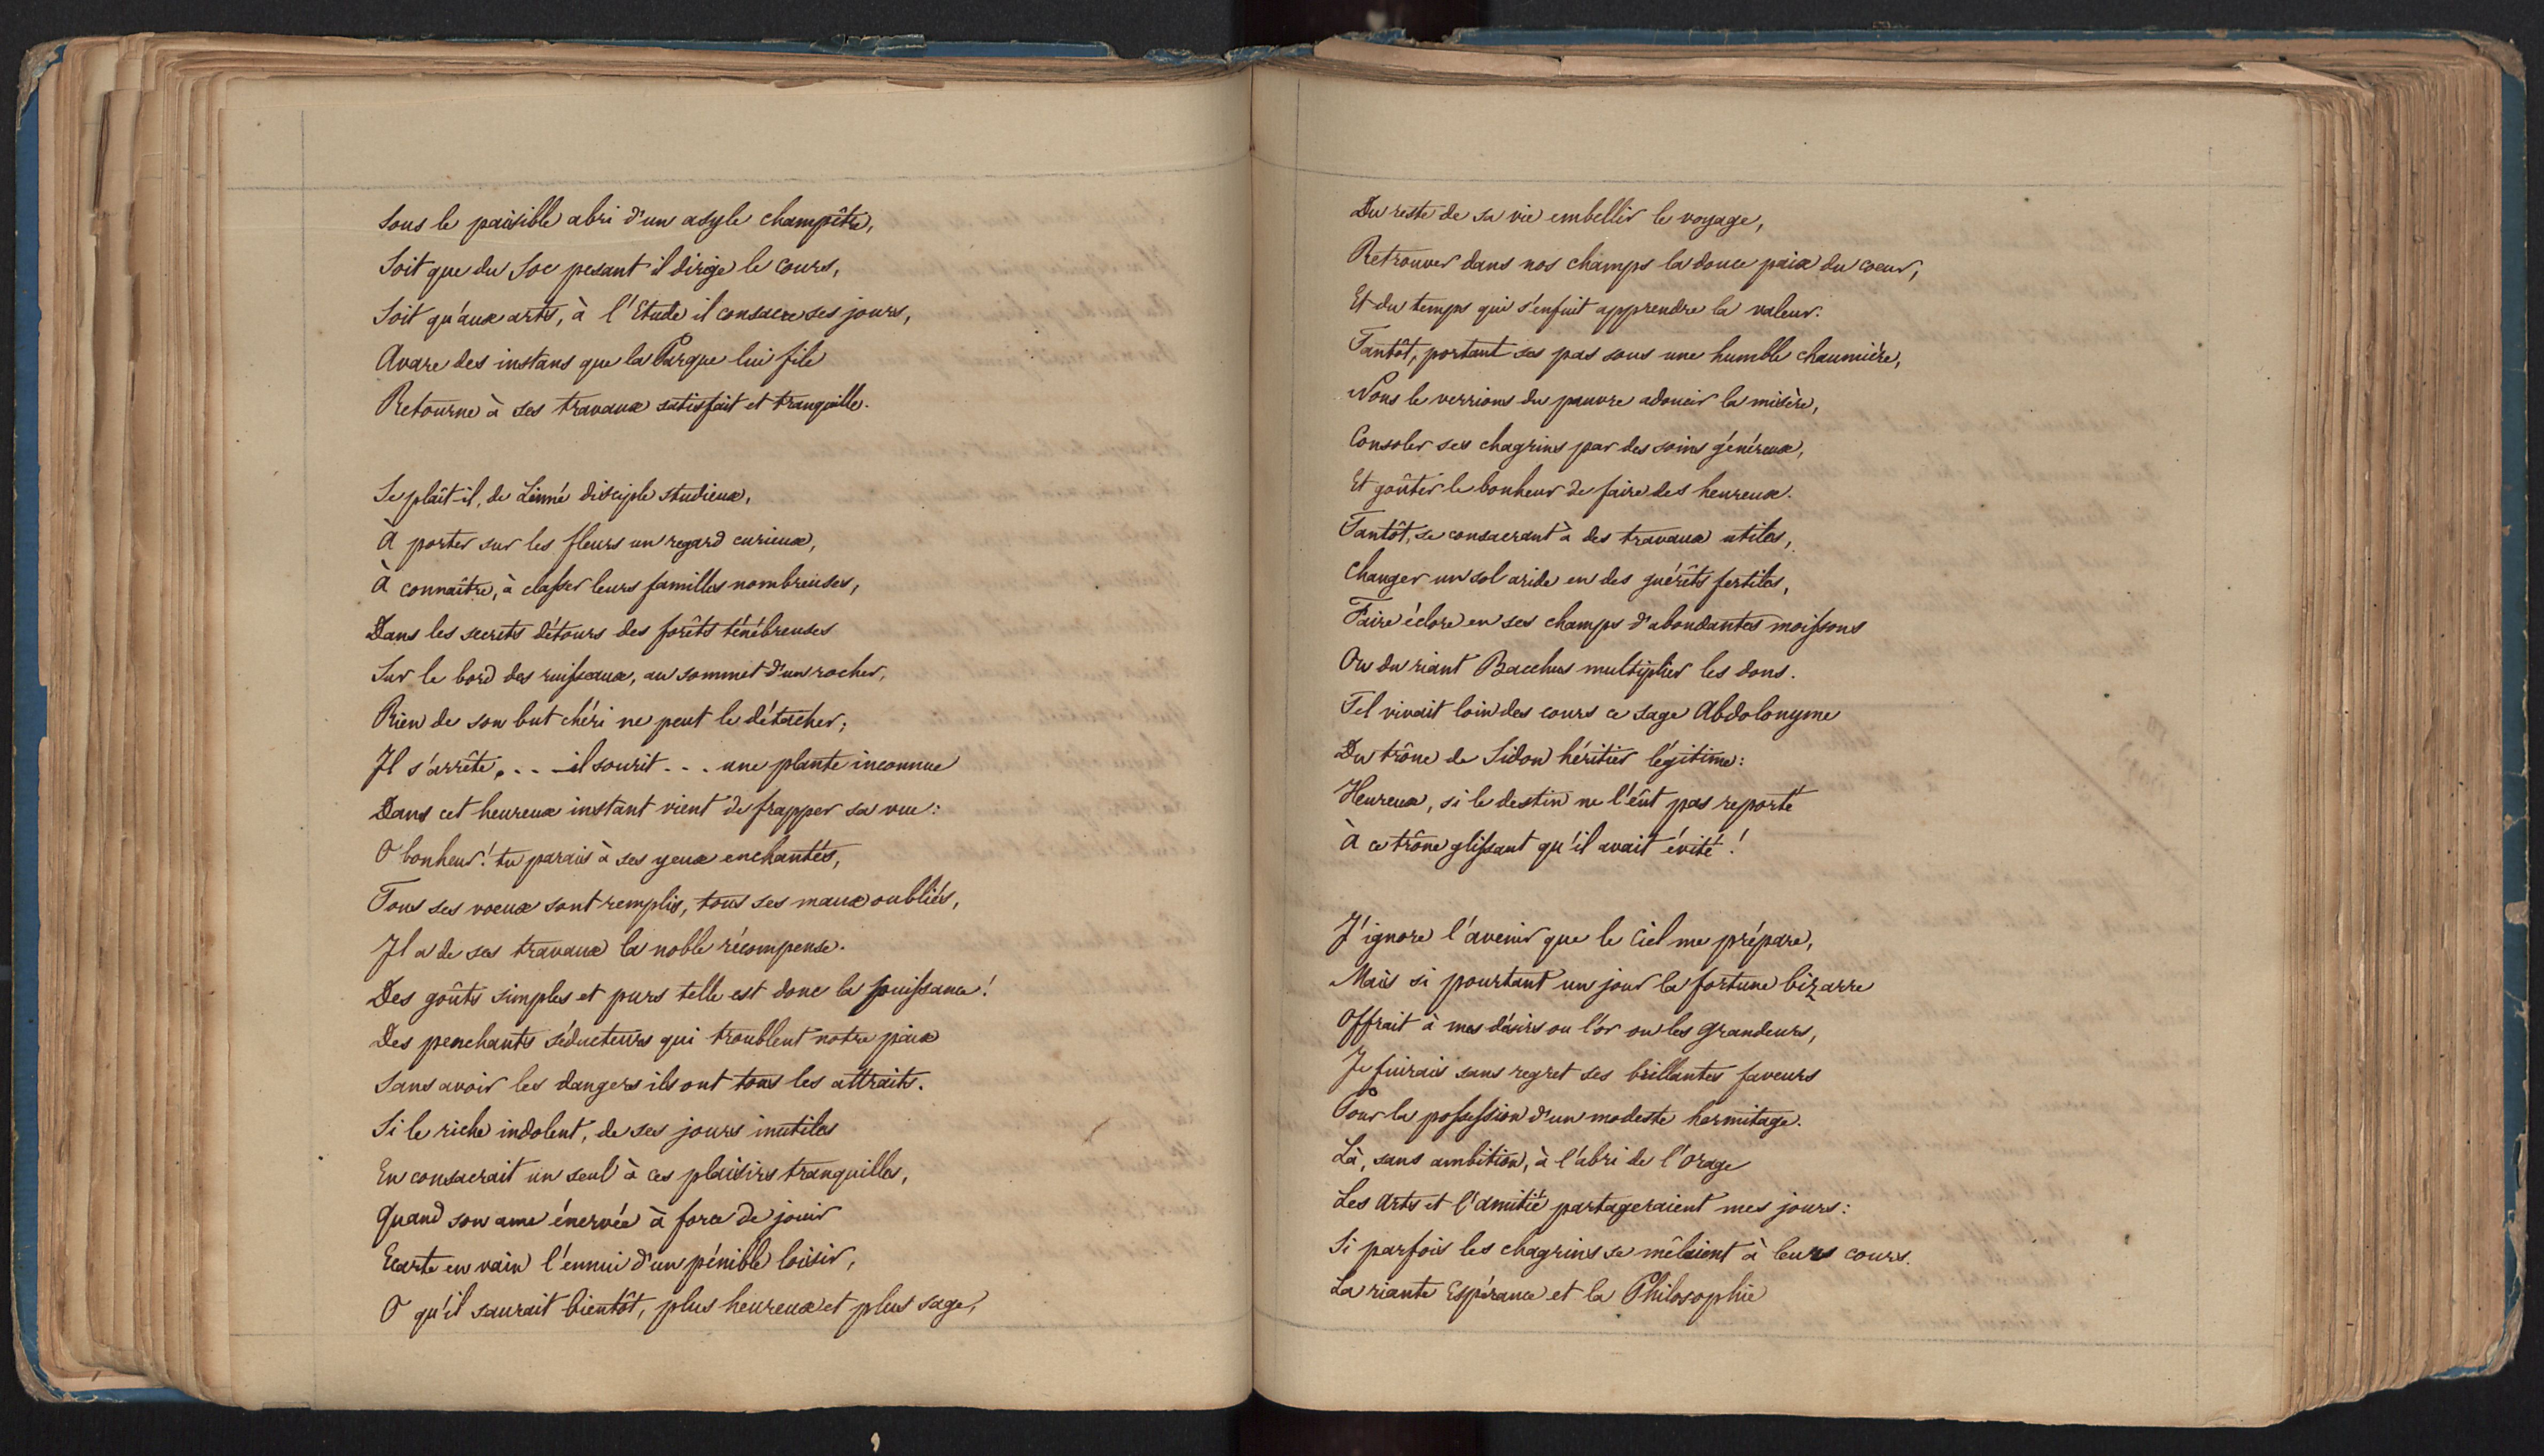 Sous le paisible abri d'un asyle champêtre,
Soit que du Soc pesant il dirige le cours,
Soit qu'aux arts, à l'Etude il consacre ses jours,
Avare des instans que la Parque lui file
Retourne à ses travaux satisfait et tranquille.
Se plaît-il, de Linné disciple studieux,
À porter sur les fleurs un regard curieux,
À connaître, à classer leurs familles nombreuses,
Dans les secrets détours des forêts ténébreuses
Sur le bord des ruisseaux, au sommet d'un rocher,
Rien de son but chéri ne peut le détacher;
Il s'arrête, . . . il sourit . . . une plante inconnue
Dans cet heureux instant vient de frapper sa vue:
O bonheur! tu parais à ses yeux enchantés,
Tous ses voeux sont remplis, tous ses maux oubliés,
Il a de ses travaux la noble récompense.
Des goûts simples et purs telle est donc la puissance!
Des penchants séducteurs qui troublent notre paix
Sans avoir les dangers ils ont tous les attraits.
Si le riche indolent, de ses jours inutiles
En consacrait un seul à ces plaisirs tranquilles,
Quand son ame énervée à force de jouir
Ecarte en vain l'ennui d'un pénible loisir,
O qu'il saurait bientôt, plus heureux et plus sage,
Du reste de sa vie embellir le voyage,
Retrouver dans nos champs la douce paix du coeur,
Et du temps qui s'enfuit apprendre la valeur.
Tantôt, portant ses pas sous une humble chaumière,
Nous le verrions du pauvre adoucir la misère,
Consoler ses chagrins par des soins généreux,
Et goûter le bonheur de faire des heureux.
Tantôt, se consacrant à des travaux utiles,
Changer un sol aride en des guérêts fertiles,
Faire éclore en ses champs d'abondantes moissons
Ou du riant Bacchus multiplier les dons.
Tel vivait loin des cours ce sage Abdolonyme
Du trône de Sidon héritier légitime:
Heureux, si le destin ne l'eût pas reporté
À ce trône glissant qu'il avait évité!
J'ignore l'avenir que le Ciel me prépare,
Mais si pourtant un jour la fortune bizarre
Offrait à mes désirs ou l'or ou les grandeurs,
Je fuirais sans regret ses brillantes faveurs
Pour la possession d'un modeste hermitage.
Là, sans ambition, à l'abri de l'Orage
Les Arts et l'amitié partageraient mes jours:
Si parfois les chagrins se mêlaient à leurs cours.
La riante Espérance et la Philosophie